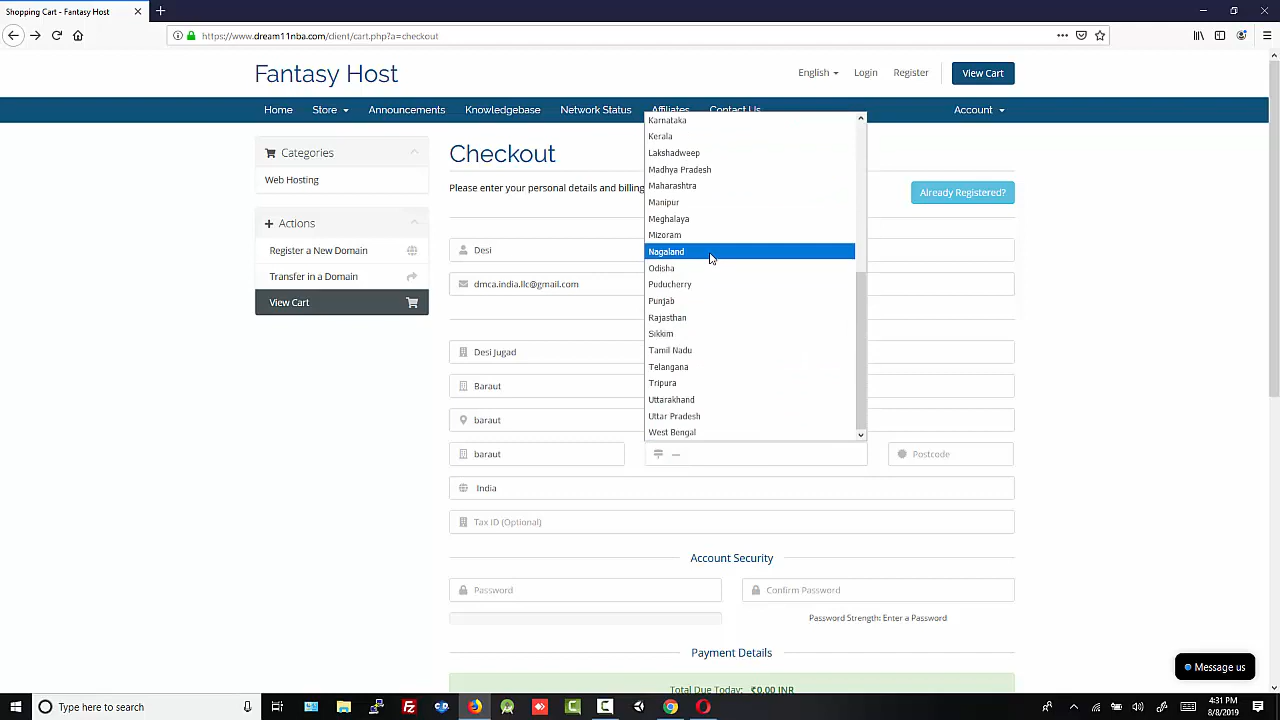 Shopping Cart - Fantasy Host
https://www.dream11nba.com/client/cart.php?a=checkout
Fantasy Host
English
Login
Register
View Cart
Home
Store
Announcements
Knowledgebase
Network Status
Affiliates
Contact Us
Account
Categories
Web Hosting
Actions
Register a New Domain
Transfer in a Domain
View Cart
Checkout
Please enter your personal details and billing
Already Registered?
Desi
dmca.india.llc@gmail.com
Desi Jugad
Baraut
baraut
baraut
Karnataka
Kerala
Lakshadweep
Madhya Pradesh
Maharashtra
Manipur
Meghalaya
Mizoram
Nagaland
Odisha
Puducherry
Punjab
Rajasthan
Sikkim
Tamil Nadu
Telangana
Tripura
Uttarakhand
Uttar Pradesh
West Bengal
—
Postcode
India
Tax ID (Optional)
Account Security
Password
Confirm Password
Password Strength: Enter a Password
Payment Details
Total Due Today: ₹0.00 INR
Message us
Type here to search
4:31 PM
8/8/2019